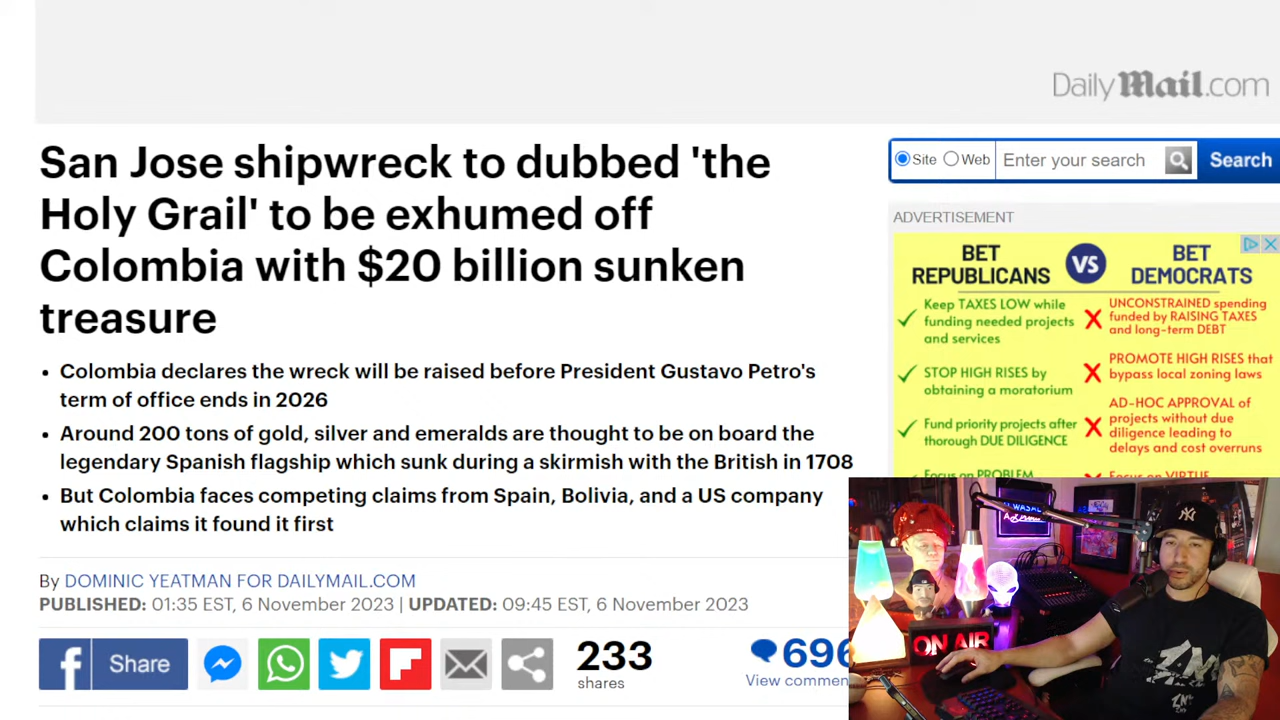 DailyMail.com
San Jose shipwreck to dubbed 'the
Holy Grail' to be exhumed off
Colombia with $20 billion sunken
treasure
• Colombia declares the wreck will be raised before President Gustavo Petro's
term of office ends in 2026
• Around 200 tons of gold, silver and emeralds are thought to be on board the
legendary Spanish flagship which sunk during a skirmish with the British in 1708
• But Colombia faces competing claims from Spain, Bolivia, and a US company
which claims it found it first
By DOMINIC YEATMAN FOR DAILYMAIL.COM
PUBLISHED: 01:35 EST, 6 November 2023 | UPDATED: 09:45 EST, 6 November 2023
f Share
233
shares
696
View commen
Site Web Enter your search Search
ADVERTISEMENT
BET
REPUBLICANS
VS
BET
DEMOCRATS
Keep TAXES LOW while
funding needed projects
and services
UNCONSTRAINED spending
funded by RAISING TAXES
and long-term DEBT
STOP HIGH RISES by
obtaining a moratorium
PROMOTE HIGH RISES that
bypass local zoning laws
Fund priority projects after
thorough DUE DILIGENCE
AD-HOC APPROVAL of
projects without due
diligence leading to
delays and cost overruns
Focus on PROBLEM
Focus on VIRTUE
ON AIR
NY